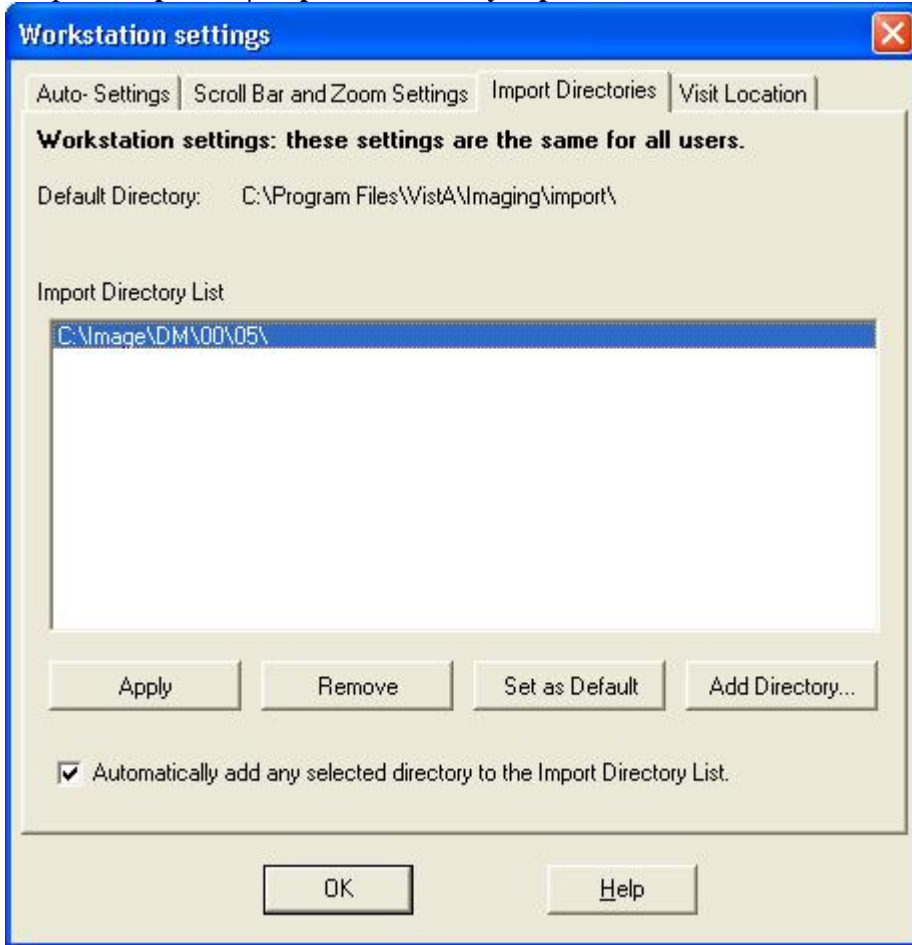 Workstation settings
Auto- Settings Scroll Bar and Zoom Settings Import Directories Visit Location
Workstation settings: these settings are the same for all users.
Default Directory: C:\Program Files\VistA\Imaging\import\
Import Directory List
C:\Image\DM\00\05\
Apply Remove Set as Default Add Directory...
Automatically add any selected directory to the Import Directory List.
OK Help